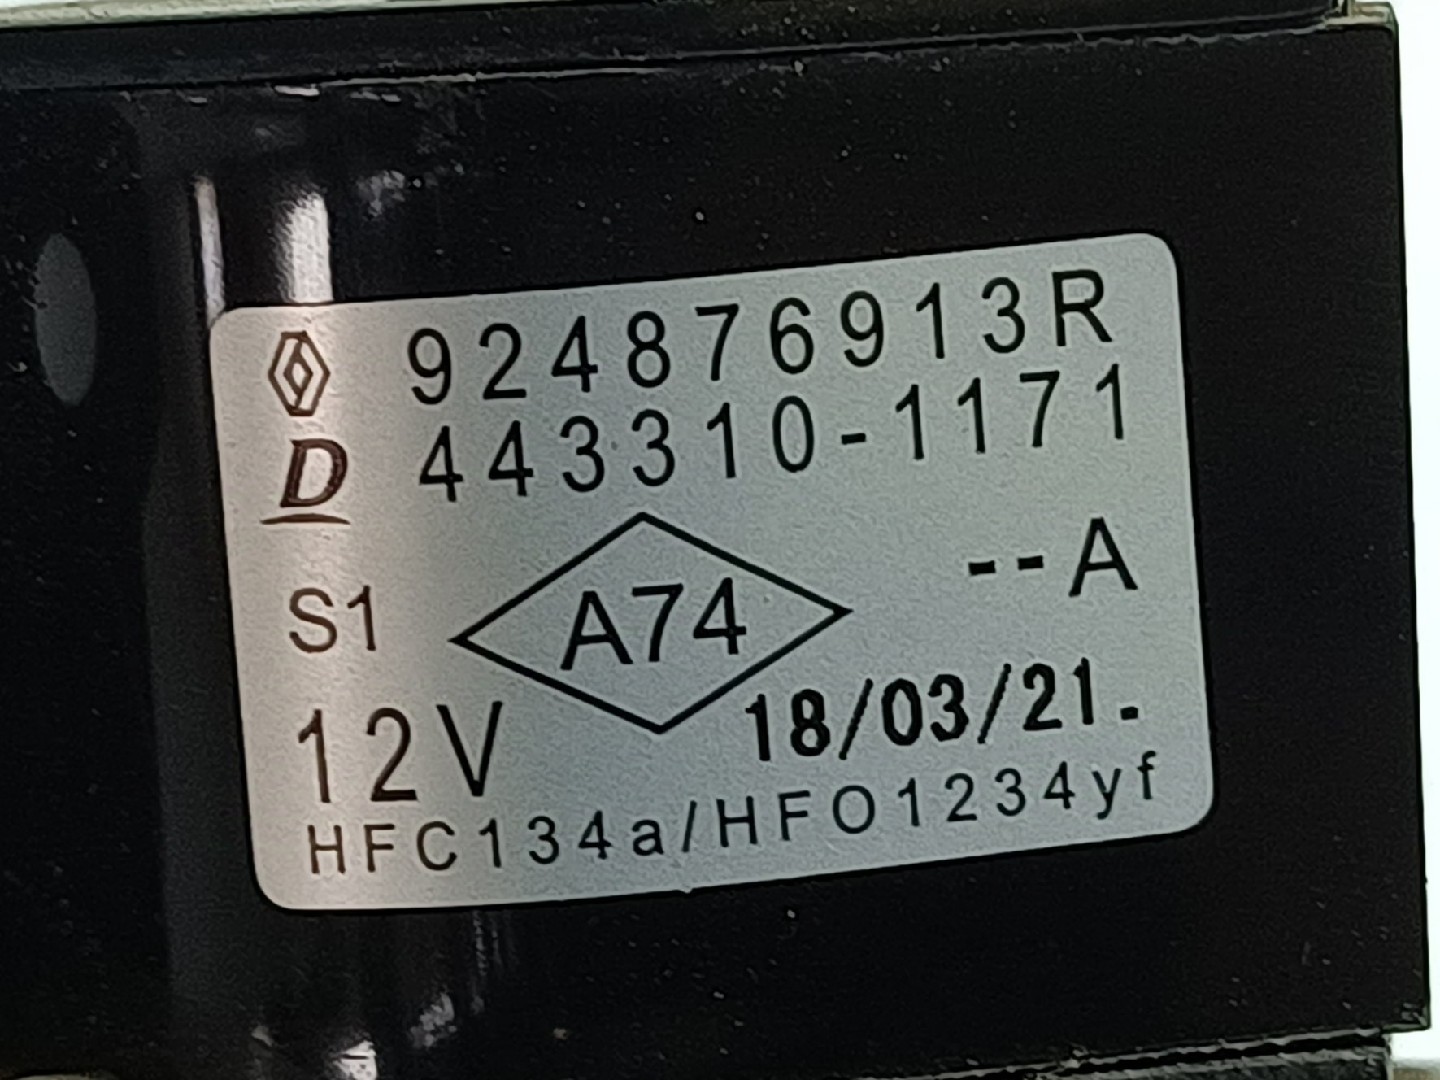 924876913R
D 443310-1171
--A
S1 A74
18/03/21.
12V
HFC134a/HFO1234yf